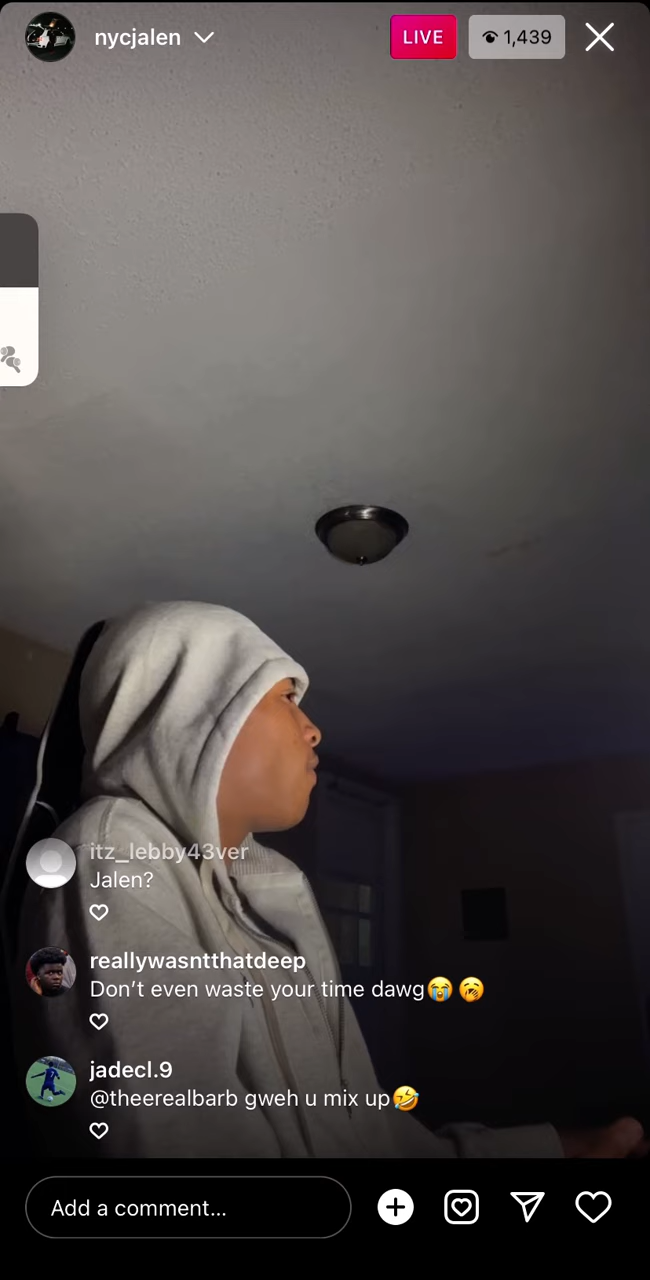 nycjalen
LIVE
1,439
itz_lebby43ver
Jalen?
reallywasntthatdeep
Don’t even waste your time dawg😭🥱
jadecl.9
@theerealbarb gweh u mix up🤣
Add a comment...